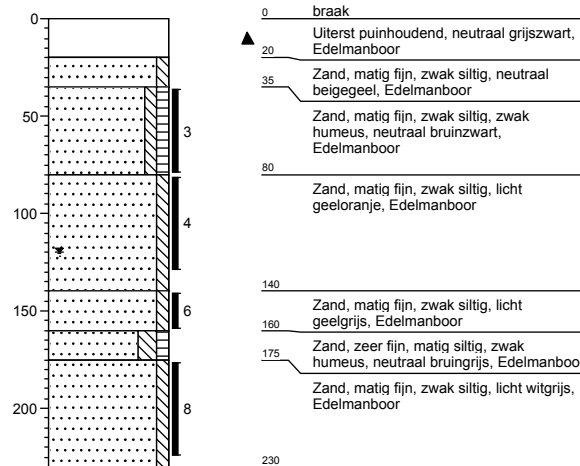 0
50
100
150
200
3
4
6
8
0 braak
Uiterst puinhoudend, neutraal grijszwart,
Edelmanboor
20
Zand, matig fijn, zwak siltig, neutraal
beigegeel, Edelmanboor
35
Zand, matig fijn, zwak siltig, zwak
humeus, neutraal bruinzwart,
Edelmanboor
80
Zand, matig fijn, zwak siltig, licht
geeloranje, Edelmanboor
140
Zand, matig fijn, zwak siltig, licht
geelgrijs, Edelmanboor
160
Zand, zeer fijn, matig siltig, zwak
humeus, neutraal bruingrijs, Edelmanboo
175
Zand, matig fijn, zwak siltig, licht witgrijs,
Edelmanboor
230